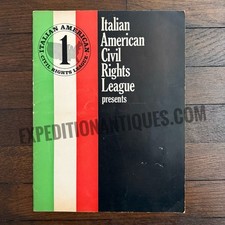 ITALIAN AMERICAN
1
CIVIL RIGHTS LEAGUE
Italian
American
Civil
Rights
League
presents
EXPEDITIONANTIQUES.COM